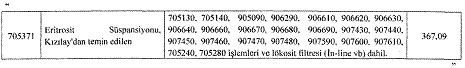 “
705371 Eritrosit Süspansiyonu, Kızılay'dan temin edilen 705130, 705140, 905090, 906290, 906610, 906620, 906630,
906640, 906660, 906670, 906680, 906690, 907430, 907440,
907450, 907460, 907470, 907480, 907590, 907600, 907610,
705240, 705280 işlemleri ve lökosit filtresi (In-line vb) dahil. 367,09
”